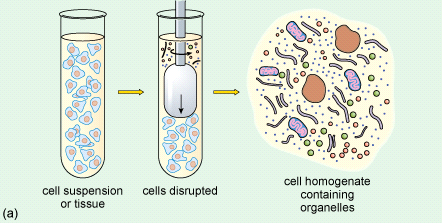 cell suspension
or tissue
cells disrupted
cell homogenate
containing
organelles
(a)